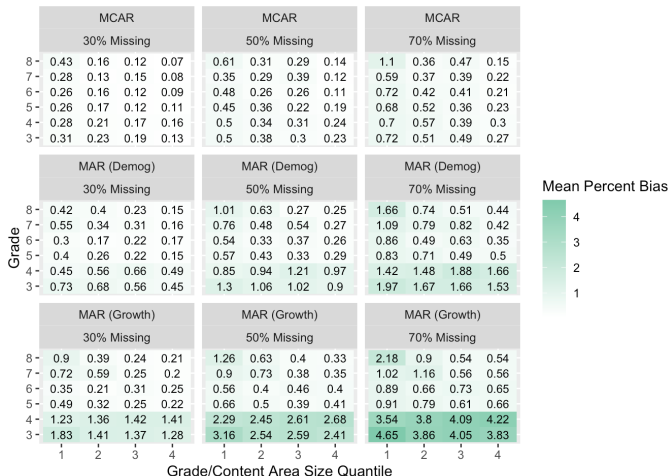 MCAR MCAR MCAR
30% Missing 50% Missing 70% Missing
8 0.43 0.16 0.12 0.07 0.61 0.31 0.29 0.14 1.1 0.36 0.47 0.15
7 0.28 0.13 0.15 0.08 0.35 0.29 0.39 0.12 0.59 0.37 0.39 0.22
6 0.26 0.16 0.12 0.09 0.48 0.26 0.26 0.11 0.72 0.42 0.41 0.21
5 0.26 0.17 0.12 0.11 0.45 0.36 0.22 0.19 0.68 0.52 0.36 0.23
4 0.28 0.21 0.17 0.16 0.5 0.34 0.31 0.24 0.7 0.57 0.39 0.3
3 0.31 0.23 0.19 0.13 0.5 0.38 0.3 0.23 0.72 0.51 0.49 0.27
MAR (Demog) MAR (Demog) MAR (Demog)
30% Missing 50% Missing 70% Missing
8 0.42 0.4 0.23 0.15 1.01 0.63 0.27 0.25 1.66 0.74 0.51 0.44
7 0.55 0.34 0.31 0.16 0.76 0.48 0.54 0.27 1.09 0.79 0.82 0.42
6 0.3 0.17 0.22 0.17 0.54 0.33 0.37 0.26 0.86 0.49 0.63 0.35
5 0.4 0.26 0.22 0.15 0.57 0.43 0.33 0.29 0.83 0.71 0.49 0.5
4 0.45 0.56 0.66 0.49 0.85 0.94 1.21 0.97 1.42 1.48 1.88 1.66
3 0.73 0.68 0.56 0.45 1.3 1.06 1.02 0.9 1.97 1.67 1.66 1.53
MAR (Growth) MAR (Growth) MAR (Growth)
30% Missing 50% Missing 70% Missing
8 0.9 0.39 0.24 0.21 1.26 0.63 0.4 0.33 2.18 0.9 0.54 0.54
7 0.72 0.59 0.25 0.2 0.9 0.73 0.38 0.35 1.02 1.16 0.56 0.56
6 0.35 0.21 0.31 0.25 0.56 0.4 0.46 0.4 0.89 0.66 0.73 0.65
5 0.49 0.32 0.25 0.22 0.66 0.5 0.39 0.41 0.91 0.79 0.61 0.66
4 1.23 1.36 1.42 1.41 2.29 2.45 2.61 2.68 3.54 3.8 4.09 4.22
3 1.83 1.41 1.37 1.28 3.16 2.54 2.59 2.41 4.65 3.86 4.05 3.83
1 2 3 4 1 2 3 4 1 2 3 4
Grade/Content Area Size Quantile
Grade
Mean Percent Bias
4
3
2
1